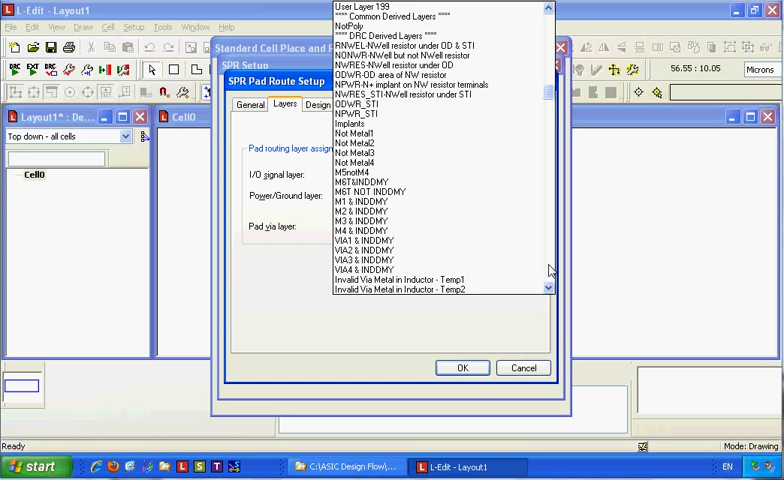 L-Edit - Layout1
File
Edit
View
Draw
Cell
Setup
Tools
Window
Help
Standard Cell Place and R
SPR Setup
SPR Pad Route Setup
General
Layers
Design
Pad routing layer assign
I/O signal layer:
Power/Ground layer:
Pad via layer:
OK
Cancel
User Layer 199
**** Common Derived Layers ****
NotPoly
**** DRC Derived Layers ****
RNWEL-NWell resistor under OD & STI
NONWR-NWell but not NWell resistor
NWRES-NWell resistor under OD
ODWR-OD area of NW resistor
NPWR-N+ implant on NW resistor terminals
NWRES_STI-NWell resistor under STI
ODWR_STI
NPWR_STI
Implants
Not Metal1
Not Metal2
Not Metal3
Not Metal4
M5notM4
M6T&INDDMY
M6T NOT INDDMY
M1 & INDDMY
M2 & INDDMY
M3 & INDDMY
M4 & INDDMY
VIA1 & INDDMY
VIA2 & INDDMY
VIA3 & INDDMY
VIA4 & INDDMY
Invalid Via Metal in Inductor - Temp1
Invalid Via Metal in Inductor - Temp2
56.55 : 10.05
Microns
DRC
EXT
DRC
Layout1* : De...
Top down - all cells
Cell0
Cell0
Ready
Mode: Drawing
start
C:\ASIC Design Flow\...
L-Edit - Layout1
EN